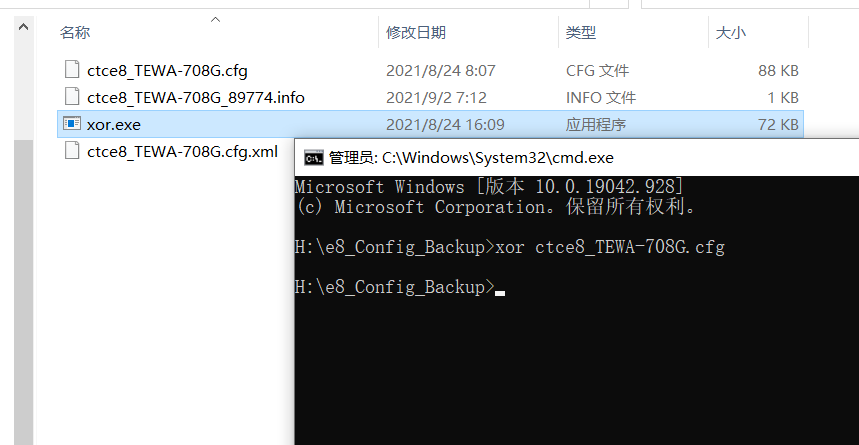 名称 修改日期 类型 大小
ctce8_TEWA-708G.cfg 2021/8/24 8:07 CFG 文件 88 KB
ctce8_TEWA-708G_89774.info 2021/9/2 7:12 INFO 文件 1 KB
xor.exe 2021/8/24 16:09 应用程序 72 KB
ctce8_TEWA-708G.cfg.xml
管理员: C:\Windows\System32\cmd.exe
Microsoft Windows [版本 10.0.19042.928]
(c) Microsoft Corporation。保留所有权利。
H:\e8_Config_Backup>xor ctce8_TEWA-708G.cfg
H:\e8_Config_Backup>